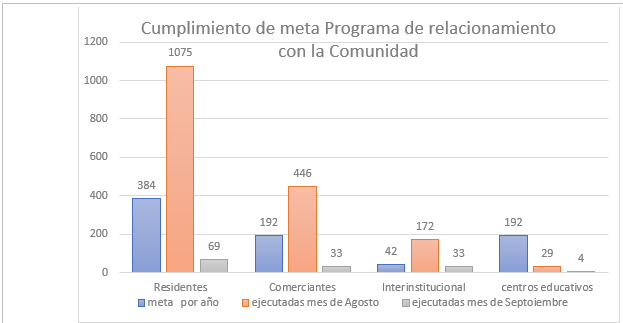 Cumplimiento de meta Programa de relacionamiento
con la Comunidad
1200
1000
800
600
400
200
0
384
1075
69
192
446
33
42
172
33
192
29
4
Residentes
Comerciantes
Interinstitucional
centros educativos
meta por año
ejecutadas mes de Agosto
ejecutadas mes de Septoiembre